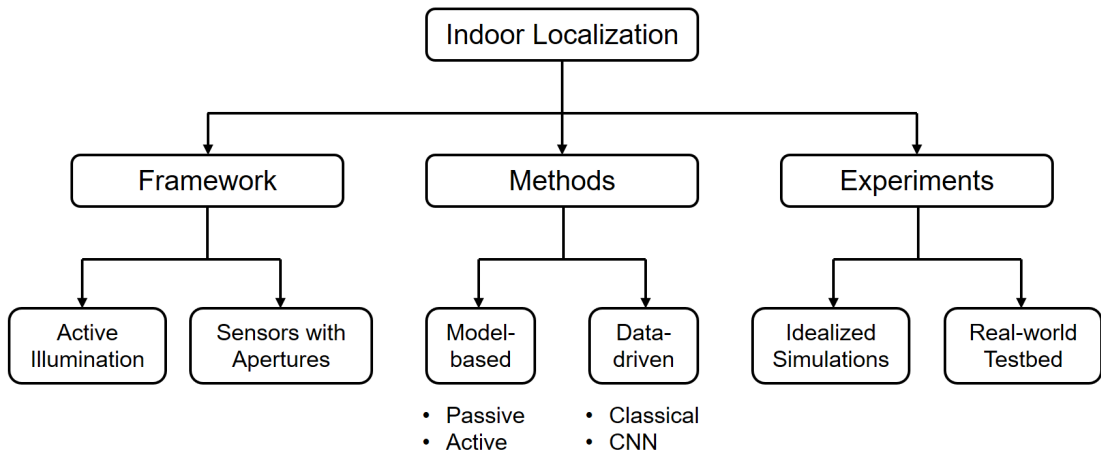 Indoor Localization
Framework
Methods
Experiments
Active
Illumination
Sensors with
Apertures
Model-
based
Data-
driven
Idealized
Simulations
Real-world
Testbed
• Passive
• Active
• Classical
• CNN